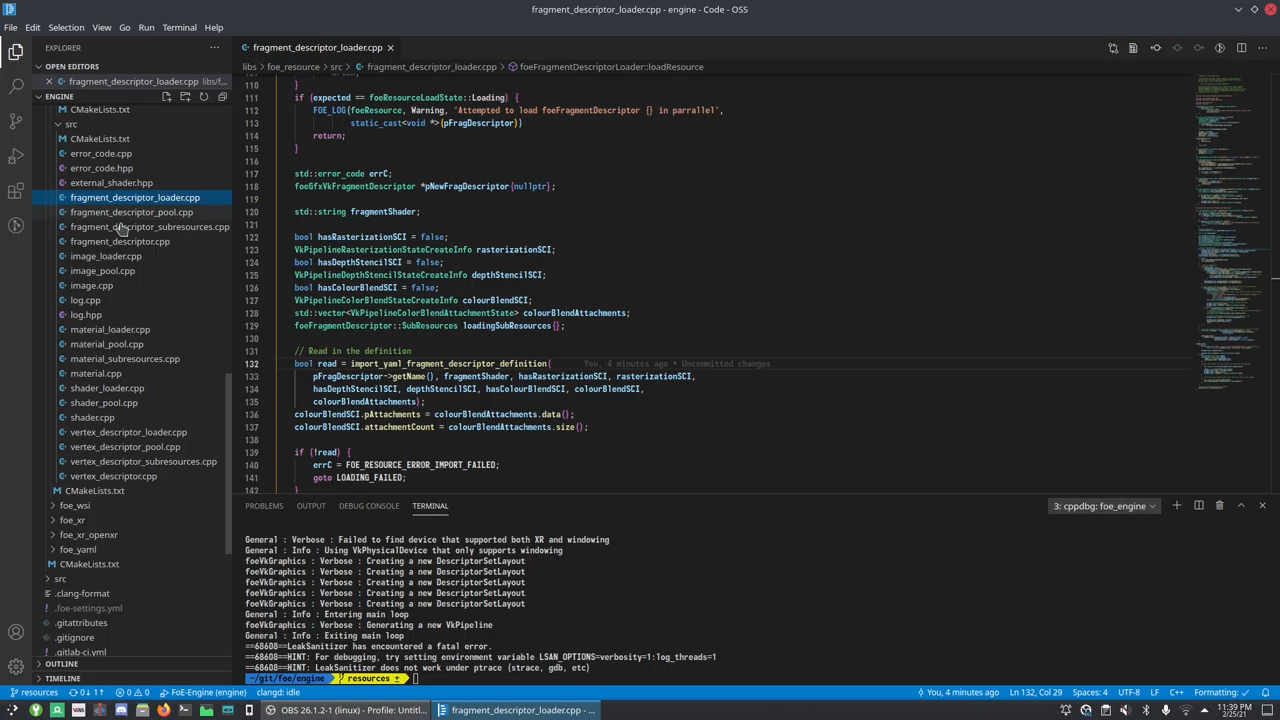 fragment_descriptor_loader.cpp - engine - Code - OSS
File Edit Selection View Go Run Terminal Help
EXPLORER
OPEN EDITORS
fragment_descriptor_loader.cpp libs/f...
ENGINE
CMakeLists.txt
src
CMakeLists.txt
error_code.cpp
error_code.hpp
external_shader.hpp
fragment_descriptor_loader.cpp
fragment_descriptor_pool.cpp
fragment_descriptor_subresources.cpp
fragment_descriptor.cpp
image_loader.cpp
image_pool.cpp
image.cpp
log.cpp
log.hpp
material_loader.cpp
material_pool.cpp
material_subresources.cpp
material.cpp
shader_loader.cpp
shader_pool.cpp
shader.cpp
vertex_descriptor_loader.cpp
vertex_descriptor_pool.cpp
vertex_descriptor_subresources.cpp
vertex_descriptor.cpp
CMakeLists.txt
foe_wsi
foe_xr
foe_xr_openxr
foe_yaml
CMakeLists.txt
src
.clang-format
.foe-settings.yml
.gitattributes
.gitignore
.gitlab-ci.yml
OUTLINE
TIMELINE
fragment_descriptor_loader.cpp
libs > foe_resource > src > fragment_descriptor_loader.cpp > foeFragmentDescriptorLoader::loadResource
110 }
111 if (expected == foeResourceLoadState::Loading) {
112 FOE_LOG(foeResource, Warning, "Attempted to load foeFragmentDescriptor {} in parrallel",
113 static_cast<void *>(pFragDescriptor))
114 return;
115 }
116
117 std::error_code errC;
118 foeGfxVkFragmentDescriptor *pNewFragDescriptor{nullptr};
119
120 std::string fragmentShader;
121
122 bool hasRasterizationSCI = false;
123 VkPipelineRasterizationStateCreateInfo rasterizationSCI;
124 bool hasDepthStencilSCI = false;
125 VkPipelineDepthStencilStateCreateInfo depthStencilSCI;
126 bool hasColourBlendSCI = false;
127 VkPipelineColorBlendStateCreateInfo colourBlendSCI;
128 std::vector<VkPipelineColorBlendAttachmentState> colourBlendAttachments;
129 foeFragmentDescriptor::SubResources loadingSubResources{};
130
131 // Read in the definition
132 bool read = import_yaml_fragment_descriptor_definition( You, 4 minutes ago • Uncommitted changes
133 pFragDescriptor->getName(), fragmentShader, hasRasterizationSCI, rasterizationSCI,
134 hasDepthStencilSCI, depthStencilSCI, hasColourBlendSCI, colourBlendSCI,
135 colourBlendAttachments);
136 colourBlendSCI.pAttachments = colourBlendAttachments.data();
137 colourBlendSCI.attachmentCount = colourBlendAttachments.size();
138
139 if (!read) {
140 errC = FOE_RESOURCE_ERROR_IMPORT_FAILED;
141 goto LOADING_FAILED;
142 }
PROBLEMS OUTPUT DEBUG CONSOLE TERMINAL
3: cppdbg: foe_engine
General : Verbose : Failed to find device that supported both XR and windowing
General : Info : Using VkPhysicalDevice that only supports windowing
foeVkGraphics : Verbose : Creating a new DescriptorSetLayout
foeVkGraphics : Verbose : Creating a new DescriptorSetLayout
foeVkGraphics : Verbose : Creating a new DescriptorSetLayout
foeVkGraphics : Verbose : Creating a new DescriptorSetLayout
foeVkGraphics : Verbose : Creating a new DescriptorSetLayout
General : Info : Entering main loop
foeVkGraphics : Verbose : Generating a new VkPipeline
General : Info : Exiting main loop
==68608==LeakSanitizer has encountered a fatal error.
==68608==HINT: For debugging, try setting environment variable LSAN_OPTIONS=verbosity=1:log_threads=1
==68608==HINT: LeakSanitizer does not work under ptrace (strace, gdb, etc)
~/git/foe/engine resources ±
resources 0↓ 1↑ 0 0 FoE-Engine (engine) clangd: idle
You, 4 minutes ago Ln 132, Col 29 Spaces: 4 UTF-8 LF C++ Formatting: ✓
OBS 26.1.2-1 (linux) - Profile: Untitl...
fragment_descriptor_loader.cpp - ...
11:39 PM
2/25/21